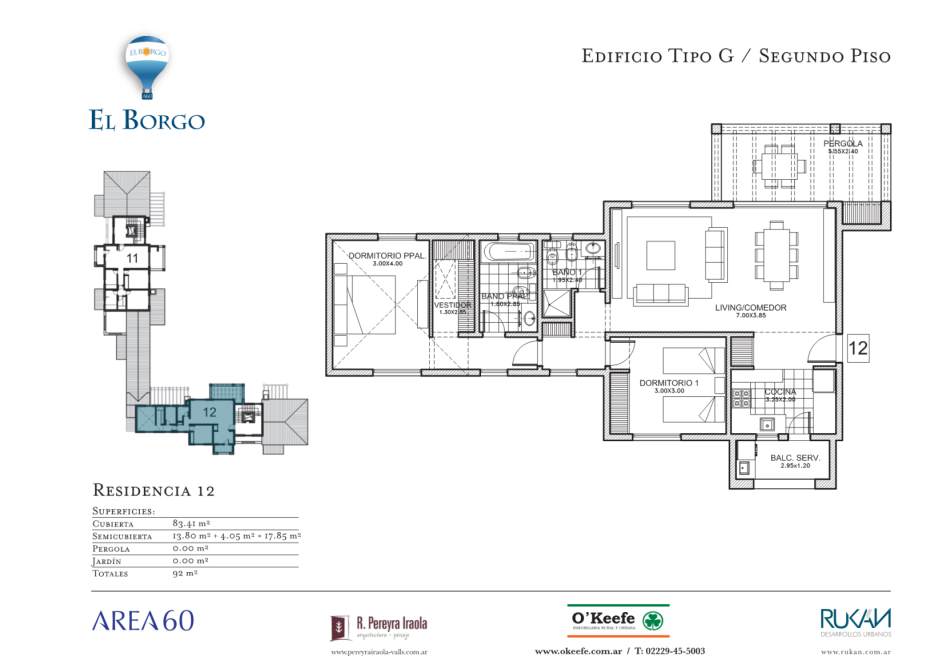 EL BORGO
El Borgo
Edificio Tipo G / Segundo Piso
PERGOLA
5.55X2.40
11
12
DORMITORIO PPAL.
3.00X4.00
VESTIDOR
1.30X2.85
BAÑO PPAL.
1.80X2.85
BAÑO 1
1.95X2.40
LIVING/COMEDOR
7.00X3.85
12
DORMITORIO 1
3.00X3.00
COCINA
3.25X2.00
BALC. SERV.
2.95x1.20
Residencia 12
Superficies:
Cubierta 83.41 m²
Semicubierta 13.80 m² + 4.05 m² = 17.85 m²
Pergola 0.00 m²
Jardín 0.00 m²
Totales 92 m²
AREA 60
R. Pereyra Iraola
arquitectura + paisaje
www.pereyrairaola-valls.com.ar
O'Keefe
INMOBILIARIA RURAL Y URBANA
www.okeefe.com.ar / T: 02229-45-5003
RUKAN
DESARROLLOS URBANOS
www.rukan.com.ar